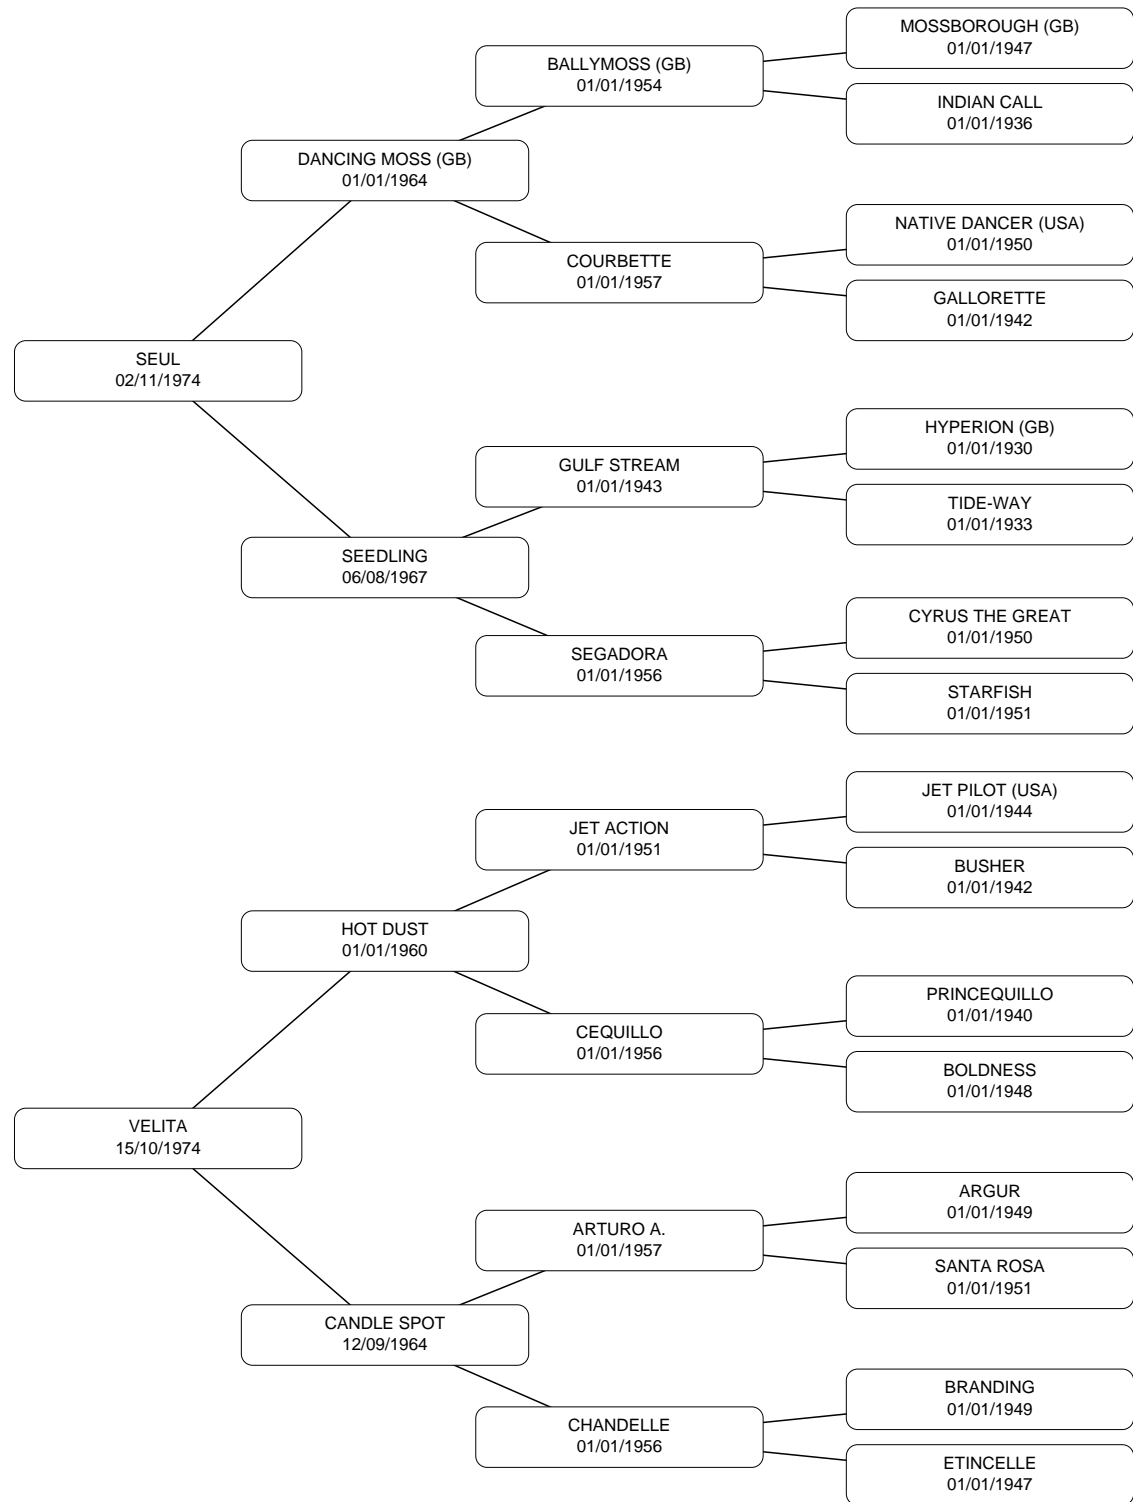 MOSSBOROUGH (GB)
01/01/1947
BALLYMOSS (GB)
01/01/1954
INDIAN CALL
01/01/1936
DANCING MOSS (GB)
01/01/1964
NATIVE DANCER (USA)
01/01/1950
COURBETTE
01/01/1957
GALLORETTE
01/01/1942
SEUL
02/11/1974
HYPERION (GB)
01/01/1930
GULF STREAM
01/01/1943
TIDE-WAY
01/01/1933
SEEDLING
06/08/1967
CYRUS THE GREAT
01/01/1950
SEGADORA
01/01/1956
STARFISH
01/01/1951
JET PILOT (USA)
01/01/1944
JET ACTION
01/01/1951
BUSHER
01/01/1942
HOT DUST
01/01/1960
PRINCEQUILLO
01/01/1940
CEQUILLO
01/01/1956
BOLDNESS
01/01/1948
VELITA
15/10/1974
ARGUR
01/01/1949
ARTURO A.
01/01/1957
SANTA ROSA
01/01/1951
CANDLE SPOT
12/09/1964
BRANDING
01/01/1949
CHANDELLE
01/01/1956
ETINCELLE
01/01/1947